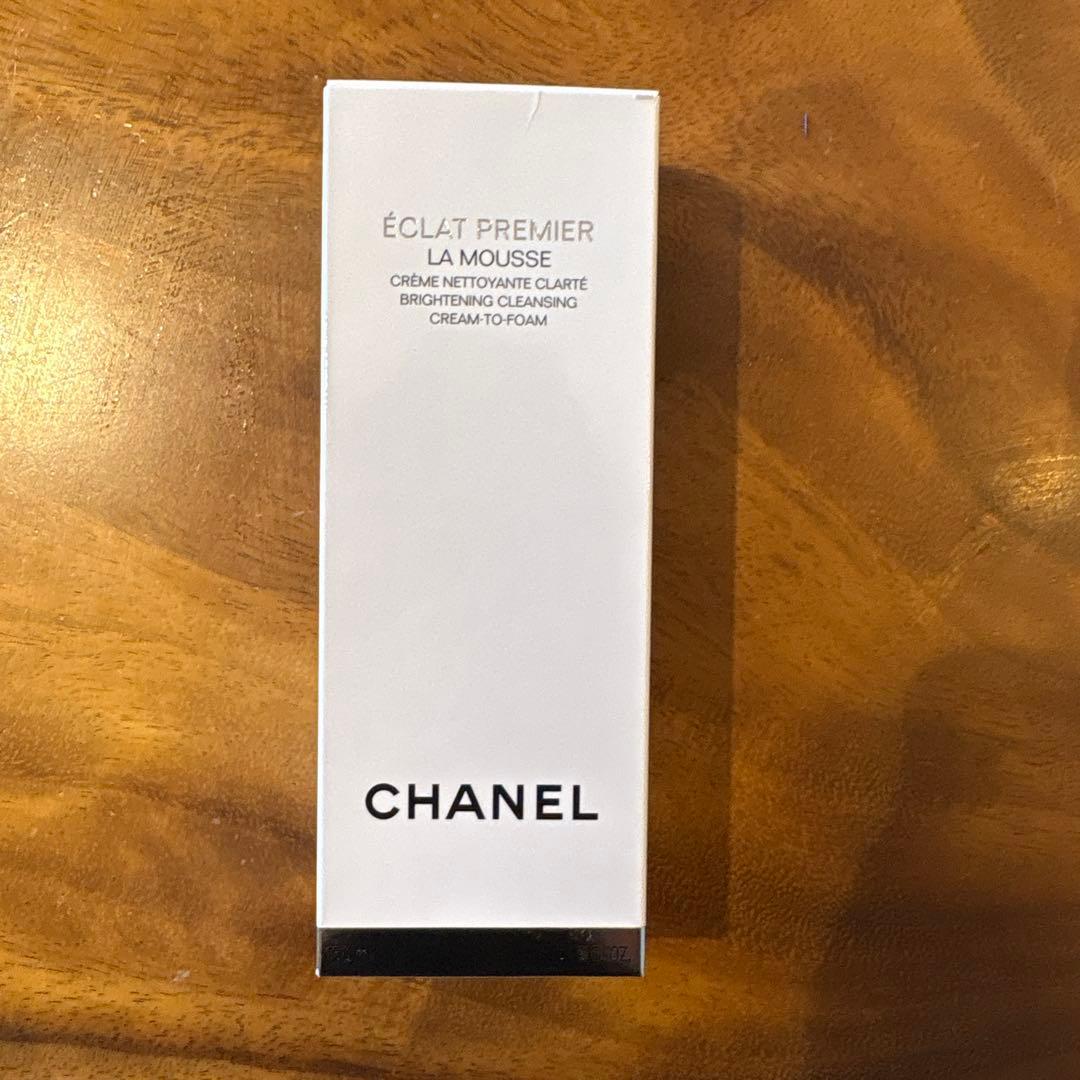 ÉCLAT PREMIER
LA MOUSSE
CRÈME NETTOYANTE CLARTÉ
BRIGHTENING CLEANSING
CREAM-TO-FOAM
CHANEL